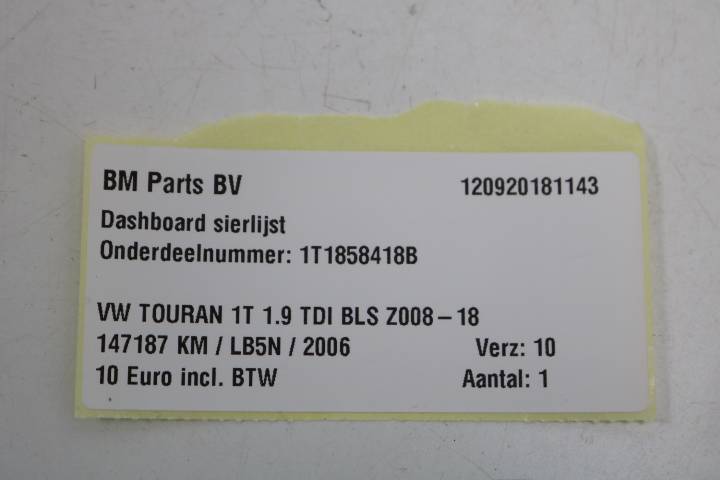 BM Parts BV 120920181143
Dashboard sierlijst
Onderdeelnummer: 1T1858418B
VW TOURAN 1T 1.9 TDI BLS Z008-18
147187 KM / LB5N / 2006 Verz: 10
10 Euro incl. BTW Aantal: 1